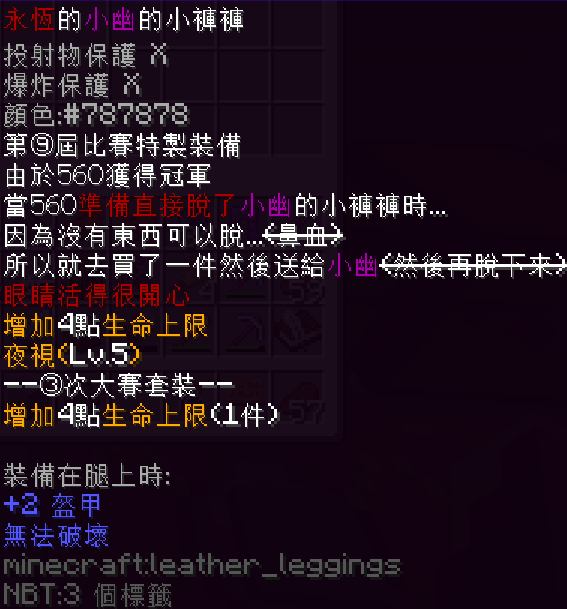 永恆的小幽的小褲褲
投射物保護 X
爆炸保護 X
顏色:#787878
第⑨屆比賽特製裝備
由於560獲得冠軍
當560準備直接脫了小幽的小褲褲時...
因為沒有東西可以脫...<鼻血>
所以就去買了一件然後送給小幽<然後再脫下來>
眼睛活得很開心
增加4點生命上限
夜視(Lv.5)
--③次大賽套裝--
增加4點生命上限(1件)
裝備在腿上時:
+2 盔甲
無法破壞
minecraft:leather_leggings
NBT:3 個標籤